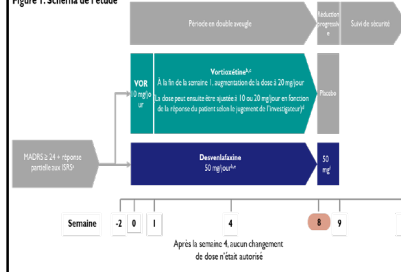 Figure 1. Schéma de l'étude
Période en double aveugle
Réduction
progressiv
e
Suivi de sécurité
VOR
10 mg/jo
ur
Vortioxétine
À la fin de la semaine 1, augmentation de la dose à 20 mg/jour
(La dose peut ensuite être ajustée à 10 ou 20 mg/jour en fonction
de la réponse du patient selon le jugement de l'investigateur)
Placebo
MADRS ≥ 24 + réponse
partielle aux ISRS
Desvenlafaxine
50 mg/jour
50
mg
Semaine
-2 0 1 4 8 9
Après la semaine 4, aucun changement
de dose n'était autorisé